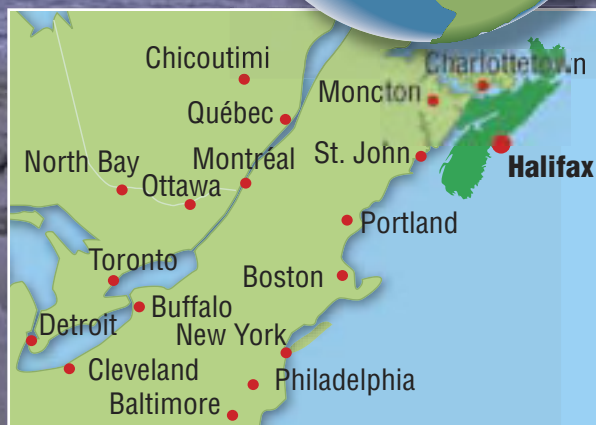 Chicoutimi
Charlottetown
Moncton
Québec
North Bay
Montréal
St. John
Halifax
Ottawa
Portland
Toronto
Boston
Buffalo
Detroit
New York
Cleveland
Philadelphia
Baltimore